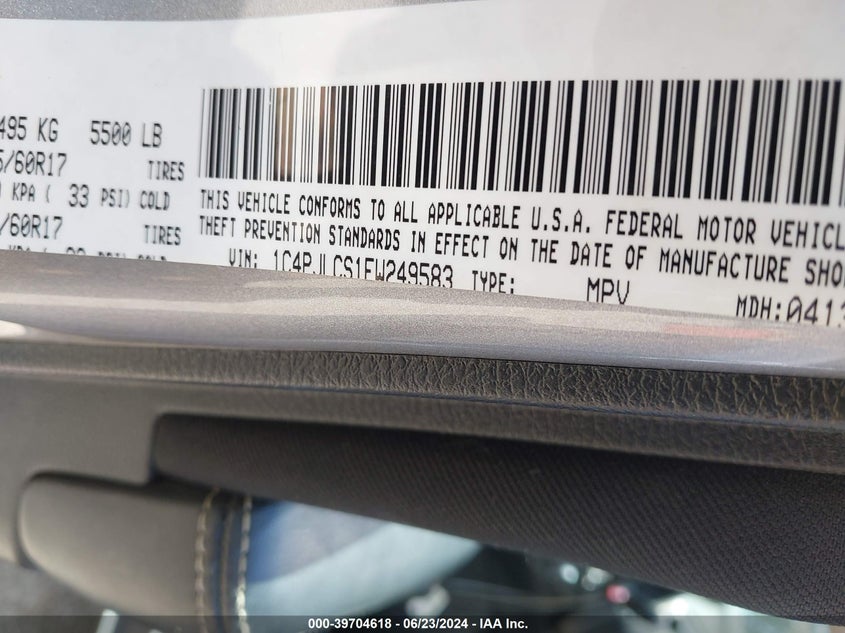 495 KG 5500 LB
5/60R17 TIRES
KPA ( 33 PSI) COLD
/60R17 TIRES
THIS VEHICLE CONFORMS TO ALL APPLICABLE U.S.A. FEDERAL MOTOR VEHICL
THEFT PREVENTION STANDARDS IN EFFECT ON THE DATE OF MANUFACTURE SHO
VIN: 1C4PJLCS1FW249583 TYPE: MPV MDH:0413
000-39704618 - 06/23/2024 - IAA Inc.